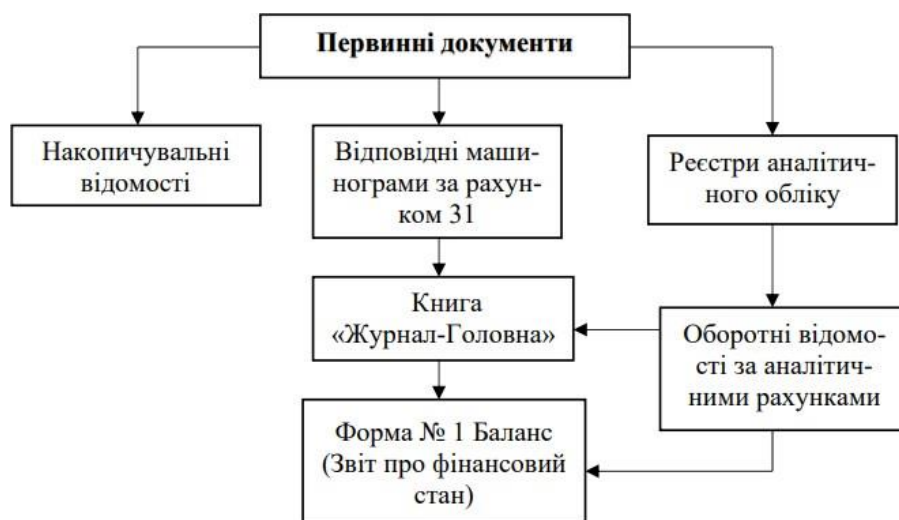 Первинні документи
Накопичувальні
відомості
Відповідні маши-
нограми за рахун-
ком 31
Реєстри аналітич-
ного обліку
Книга
«Журнал-Головна»
Оборотні відомо-
сті за аналітич-
ними рахунками
Форма № 1 Баланс
(Звіт про фінансовий
стан)